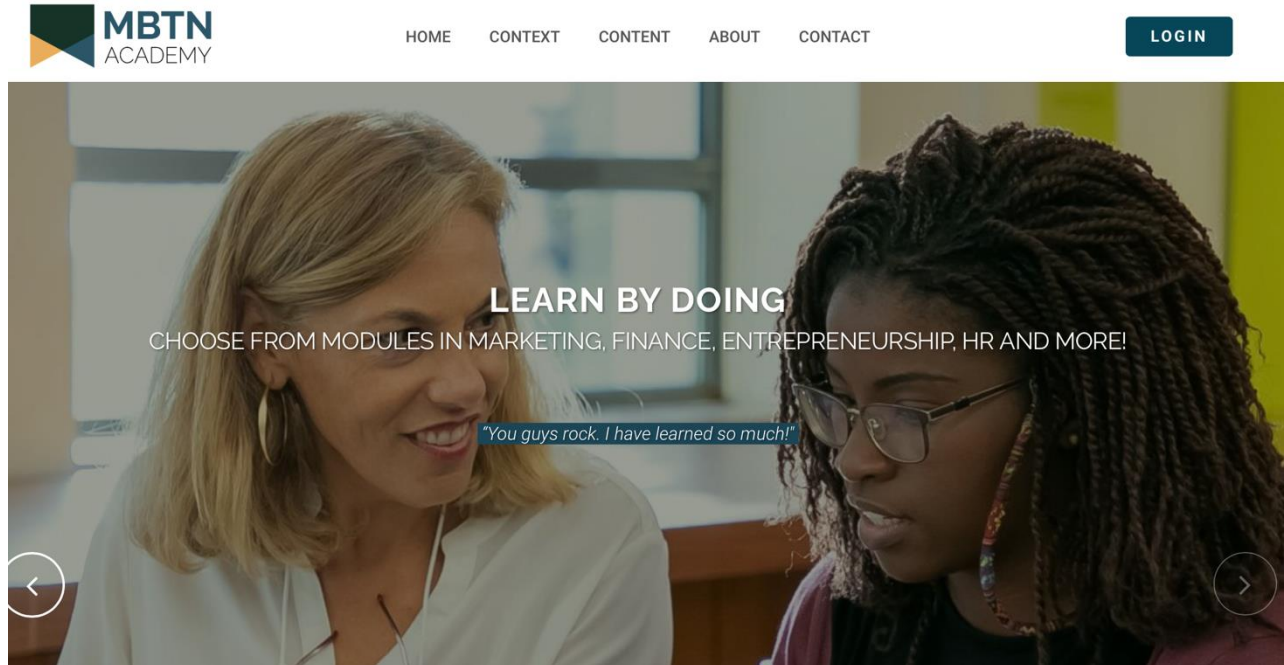 MBTN
ACADEMY
HOME CONTEXT CONTENT ABOUT CONTACT
LOGIN
LEARN BY DOING
CHOOSE FROM MODULES IN MARKETING, FINANCE, ENTREPRENEURSHIP, HR AND MORE!
“You guys rock. I have learned so much!"